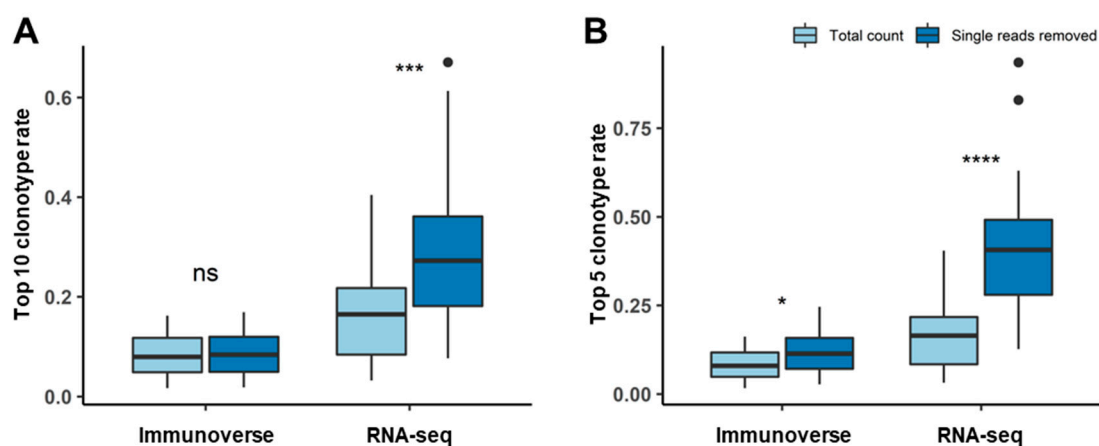 A
Top 10 clonotype rate
0.6
0.4
0.2
0.0
ns
***
Immunoverse
RNA-seq
B
Total count
Single reads removed
Top 5 clonotype rate
0.75
0.50
0.25
0.00
*
****
Immunoverse
RNA-seq